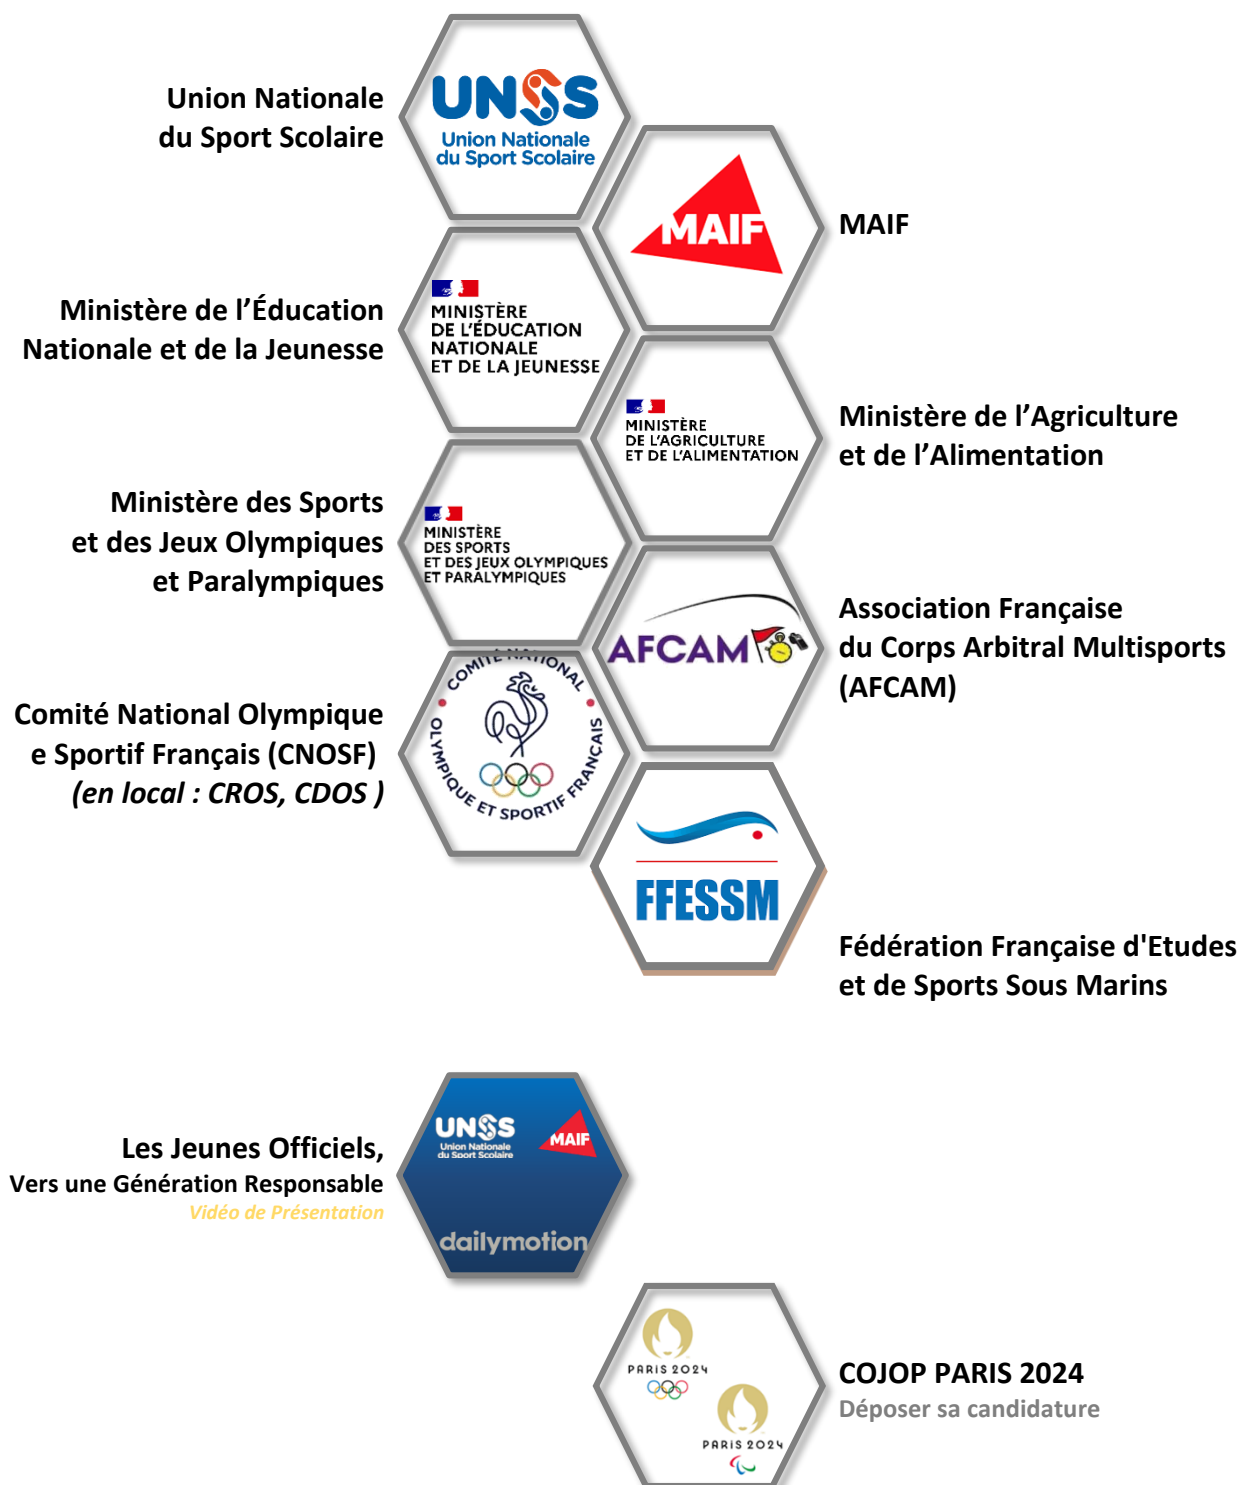 Union Nationale
du Sport Scolaire
UNSS
Union Nationale
du Sport Scolaire
MAIF
MAIF
Ministère de l’Éducation
Nationale et de la Jeunesse
MINISTÈRE
DE L'ÉDUCATION
NATIONALE
ET DE LA JEUNESSE
MINISTÈRE
DE L'AGRICULTURE
ET DE L'ALIMENTATION
Ministère de l’Agriculture
et de l’Alimentation
Ministère des Sports
et des Jeux Olympiques
et Paralympiques
MINISTÈRE
DES SPORTS
ET DES JEUX OLYMPIQUES
ET PARALYMPIQUES
AFCAM
Association Française
du Corps Arbitral Multisports
(AFCAM)
Comité National Olympique
e Sportif Français (CNOSF)
(en local : CROS, CDOS )
COMITÉ NATIONAL
OLYMPIQUE ET SPORTIF FRANÇAIS
FFESSM
Fédération Française d'Etudes
et de Sports Sous Marins
Les Jeunes Officiels,
Vers une Génération Responsable
Vidéo de Présentation
UNSS
Union Nationale
du Sport Scolaire
MAIF
dailymotion
PARIS 2024
PARIS 2024
COJOP PARIS 2024
Déposer sa candidature